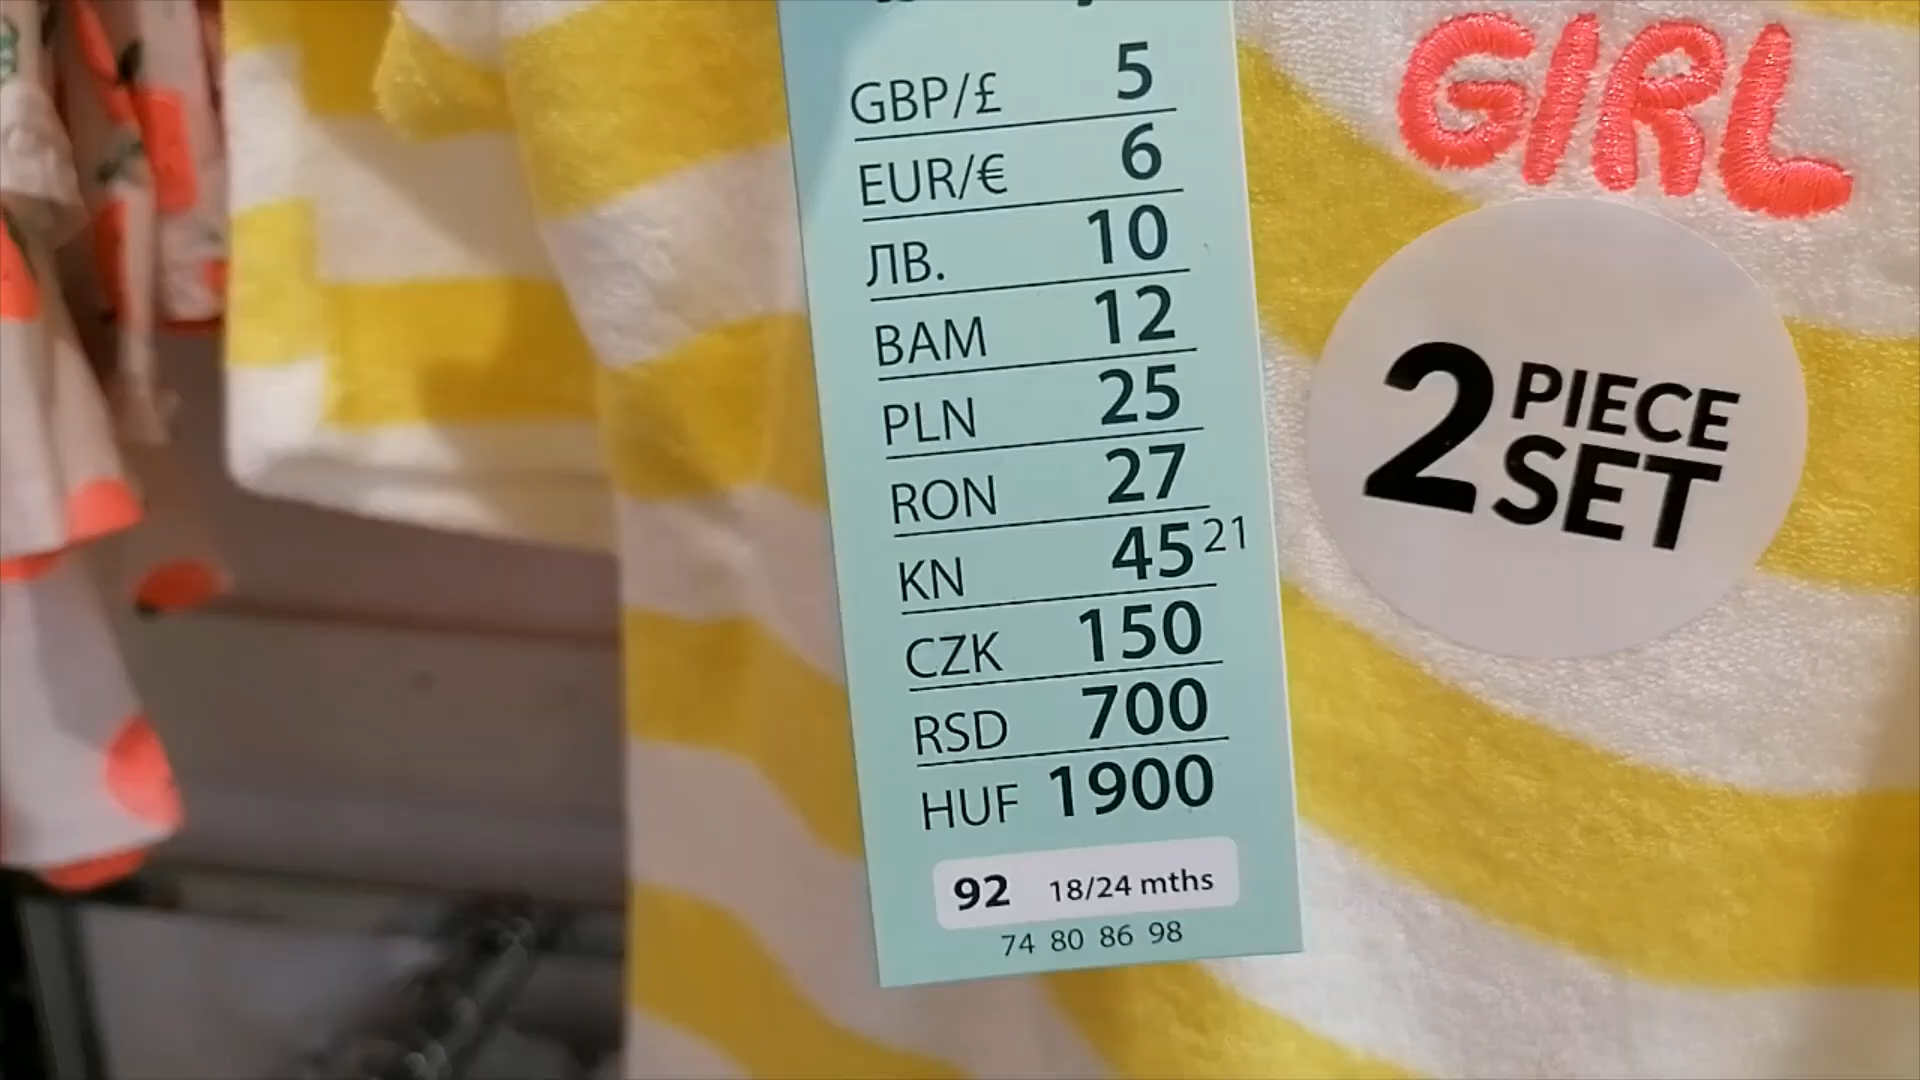 GBP/£ 5
EUR/€ 6
ЛВ. 10
BAM 12
PLN 25
RON 27
KN 45 21
CZK 150
RSD 700
HUF 1900
92 18/24 mths
74 80 86 98
GIRL
2 PIECE
SET